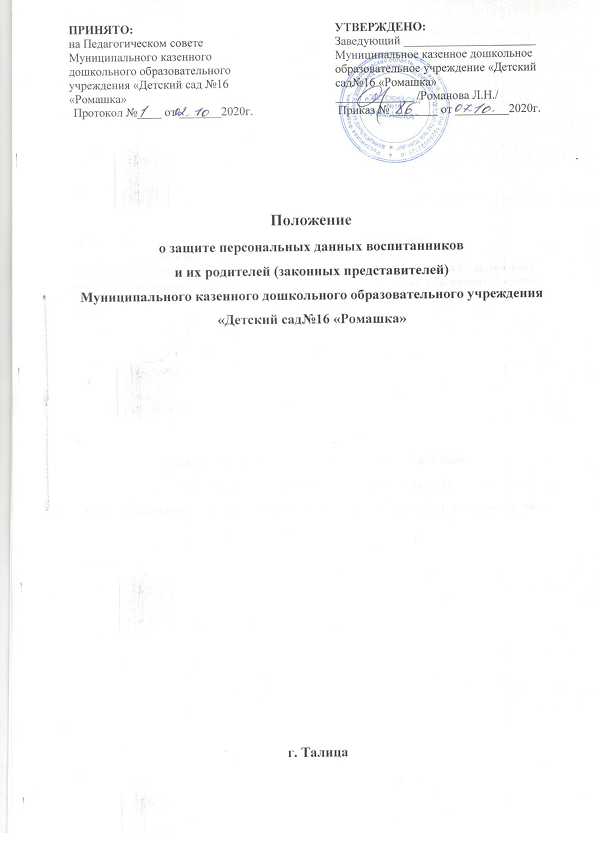 ПРИНЯТО:
на Педагогическом совете
Муниципального казенного
дошкольного образовательного
учреждения «Детский сад №16
«Ромашка»
Протокол № 1 от 02.10 2020г.
УТВЕРЖДЕНО:
Заведующий
Муниципальное казенное дошкольное
образовательное учреждение «Детский
сад№16 «Ромашка»
/Романова Л.Н./
Приказ № 86 от 07.10. 2020г.
Положение
о защите персональных данных воспитанников
и их родителей (законных представителей)
Муниципального казенного дошкольного образовательного учреждения
«Детский сад№16 «Ромашка»
г. Талица